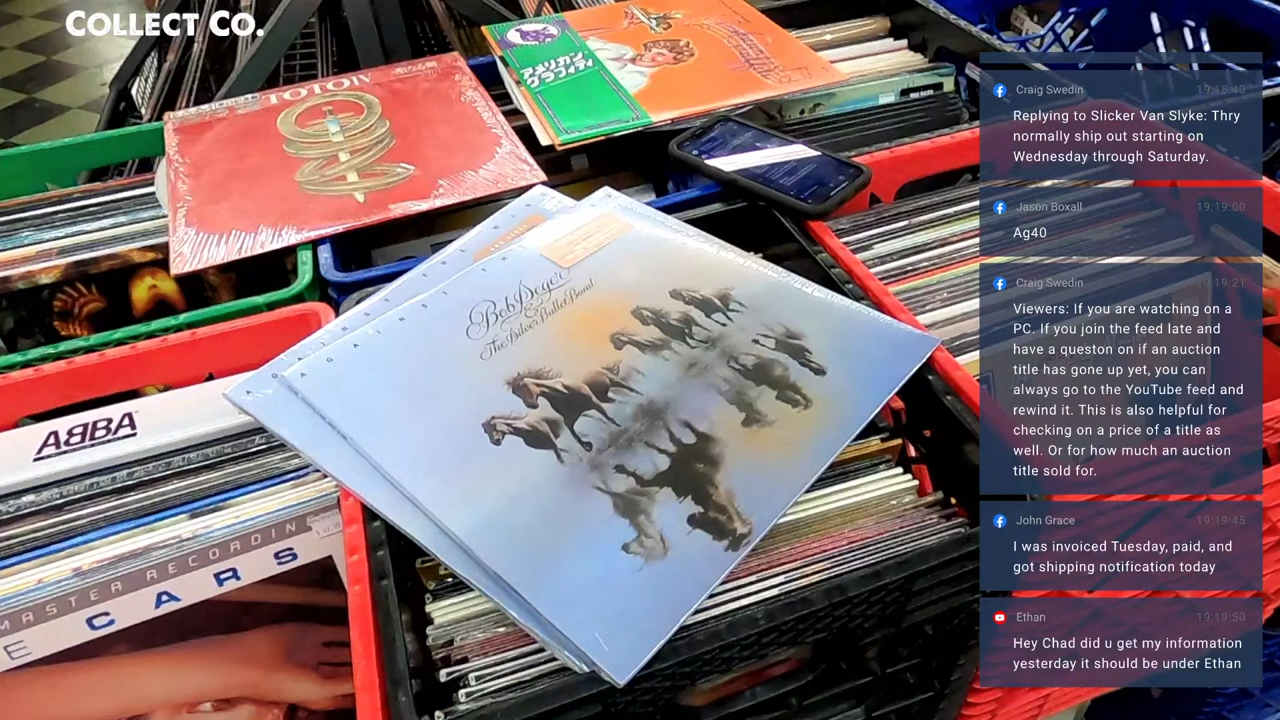 COLLECT CO.
TOTO IV
アメリカン
グラフィティ
AGAINST THE WIND
AGAINST
Bob Seger
&
The Silver Bullet Band
ABBA
MASTER RECORDING
E CARS
Craig Swedin 19:18:40
Replying to Slicker Van Slyke: Thry
normally ship out starting on
Wednesday through Saturday.
Jason Boxall 19:19:00
Ag40
Craig Swedin 19:19:21
Viewers: If you are watching on a
PC. If you join the feed late and
have a queston on if an auction
title has gone up yet, you can
always go to the YouTube feed and
rewind it. This is also helpful for
checking on a price of a title as
well. Or for how much an auction
title sold for.
John Grace 19:19:45
I was invoiced Tuesday, paid, and
got shipping notification today
Ethan 19:19:50
Hey Chad did u get my information
yesterday it should be under Ethan